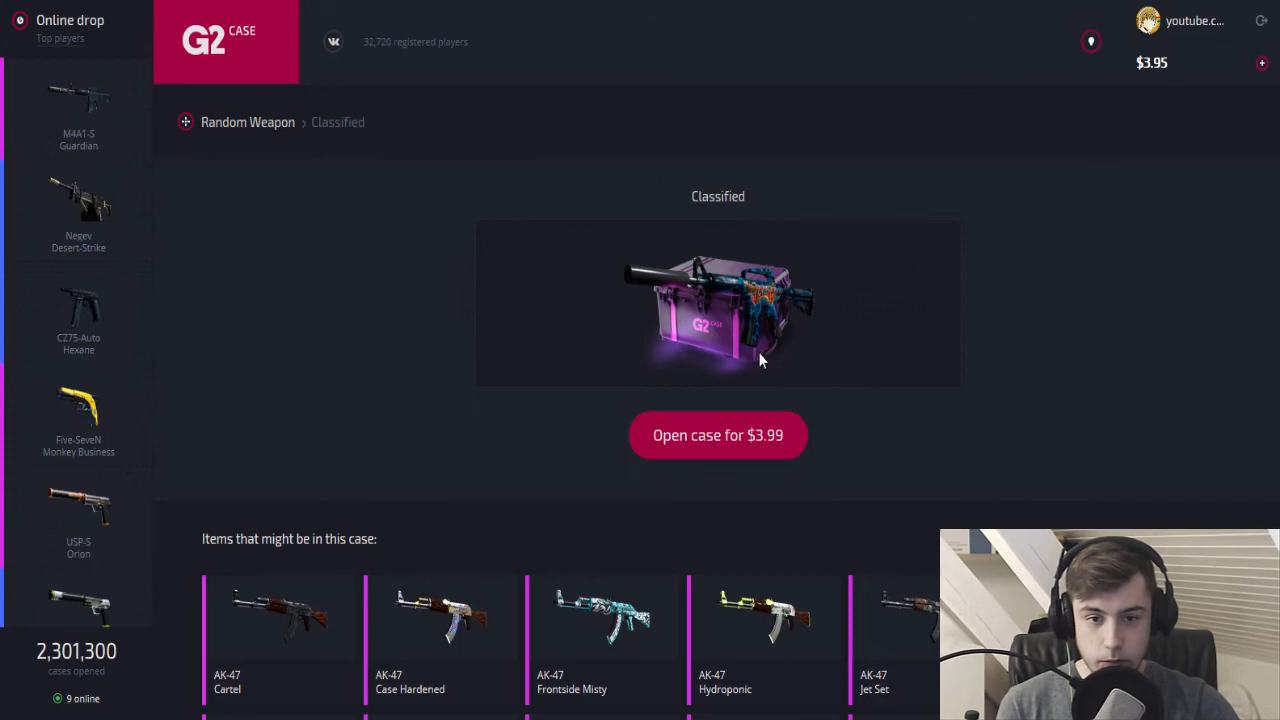 Online drop
Top players
M4A1-S
Guardian
Negev
Desert-Strike
CZ75-Auto
Hexane
Five-SeveN
Monkey Business
USP-S
Orion
2,301,300
cases opened
9 online
G2 CASE
32,720 registered players
youtube.c...
$3.95
Random Weapon › Classified
Classified
G2 CASE
Open case for $3.99
Items that might be in this case:
AK-47
Cartel
AK-47
Case Hardened
AK-47
Frontside Misty
AK-47
Hydroponic
AK-47
Jet Set